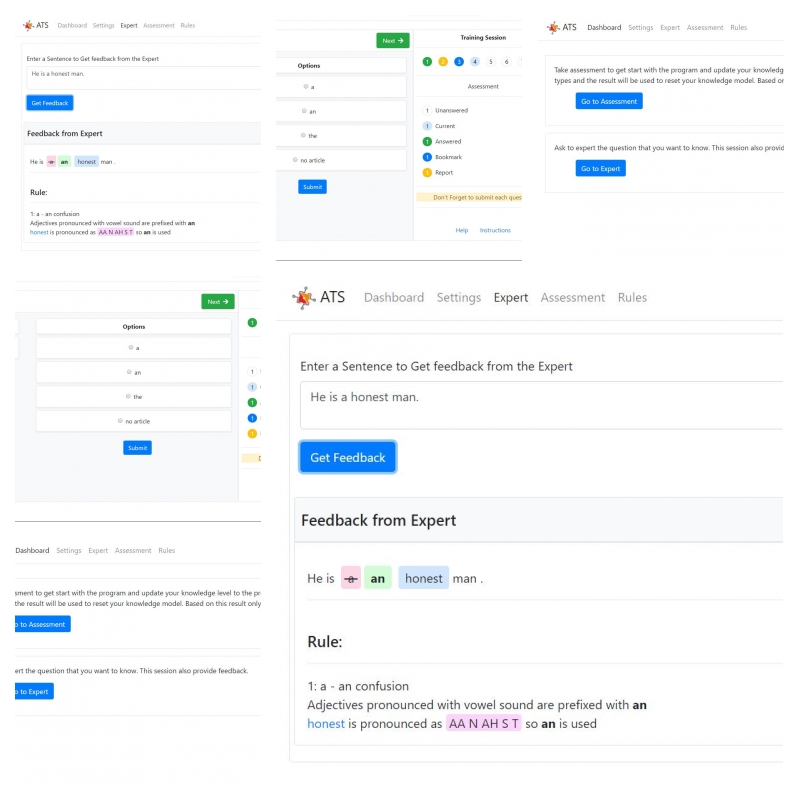 ATS Dashboard Settings Expert Assessment Rules
Enter a Sentence to Get feedback from the Expert
He is a honest man.
Get Feedback
Feedback from Expert
He is a an honest man .
Rule:
1: a - an confusion
Adjectives pronounced with vowel sound are prefixed with an
honest is pronounced as AA N AH S T so an is used
Next →
Options
a
an
the
no article
Submit
Training Session
1 2 3 4 5 6
Assessment
1 Unanswered
1 Current
1 Answered
1 Bookmark
1 Report
Don't Forget to submit each ques
Help Instructions
ATS Dashboard Settings Expert Assessment Rules
Take assessment to get start with the program and update your knowledg
types and the result will be used to reset your knowledge model. Based or
Go to Assessment
Ask to expert the question that you want to know. This session also provid
Go to Expert
Next →
Options
a
an
the
no article
Submit
1
1
1
1
1
1
Dashboard Settings Expert Assessment Rules
sment to get start with the program and update your knowledge level to the pr
the result will be used to reset your knowledge model. Based on this result only
o to Assessment
ert the question that you want to know. This session also provide feedback.
o to Expert
ATS Dashboard Settings Expert Assessment Rules
Enter a Sentence to Get feedback from the Expert
He is a honest man.
Get Feedback
Feedback from Expert
He is a an honest man .
Rule:
1: a - an confusion
Adjectives pronounced with vowel sound are prefixed with an
honest is pronounced as AA N AH S T so an is used